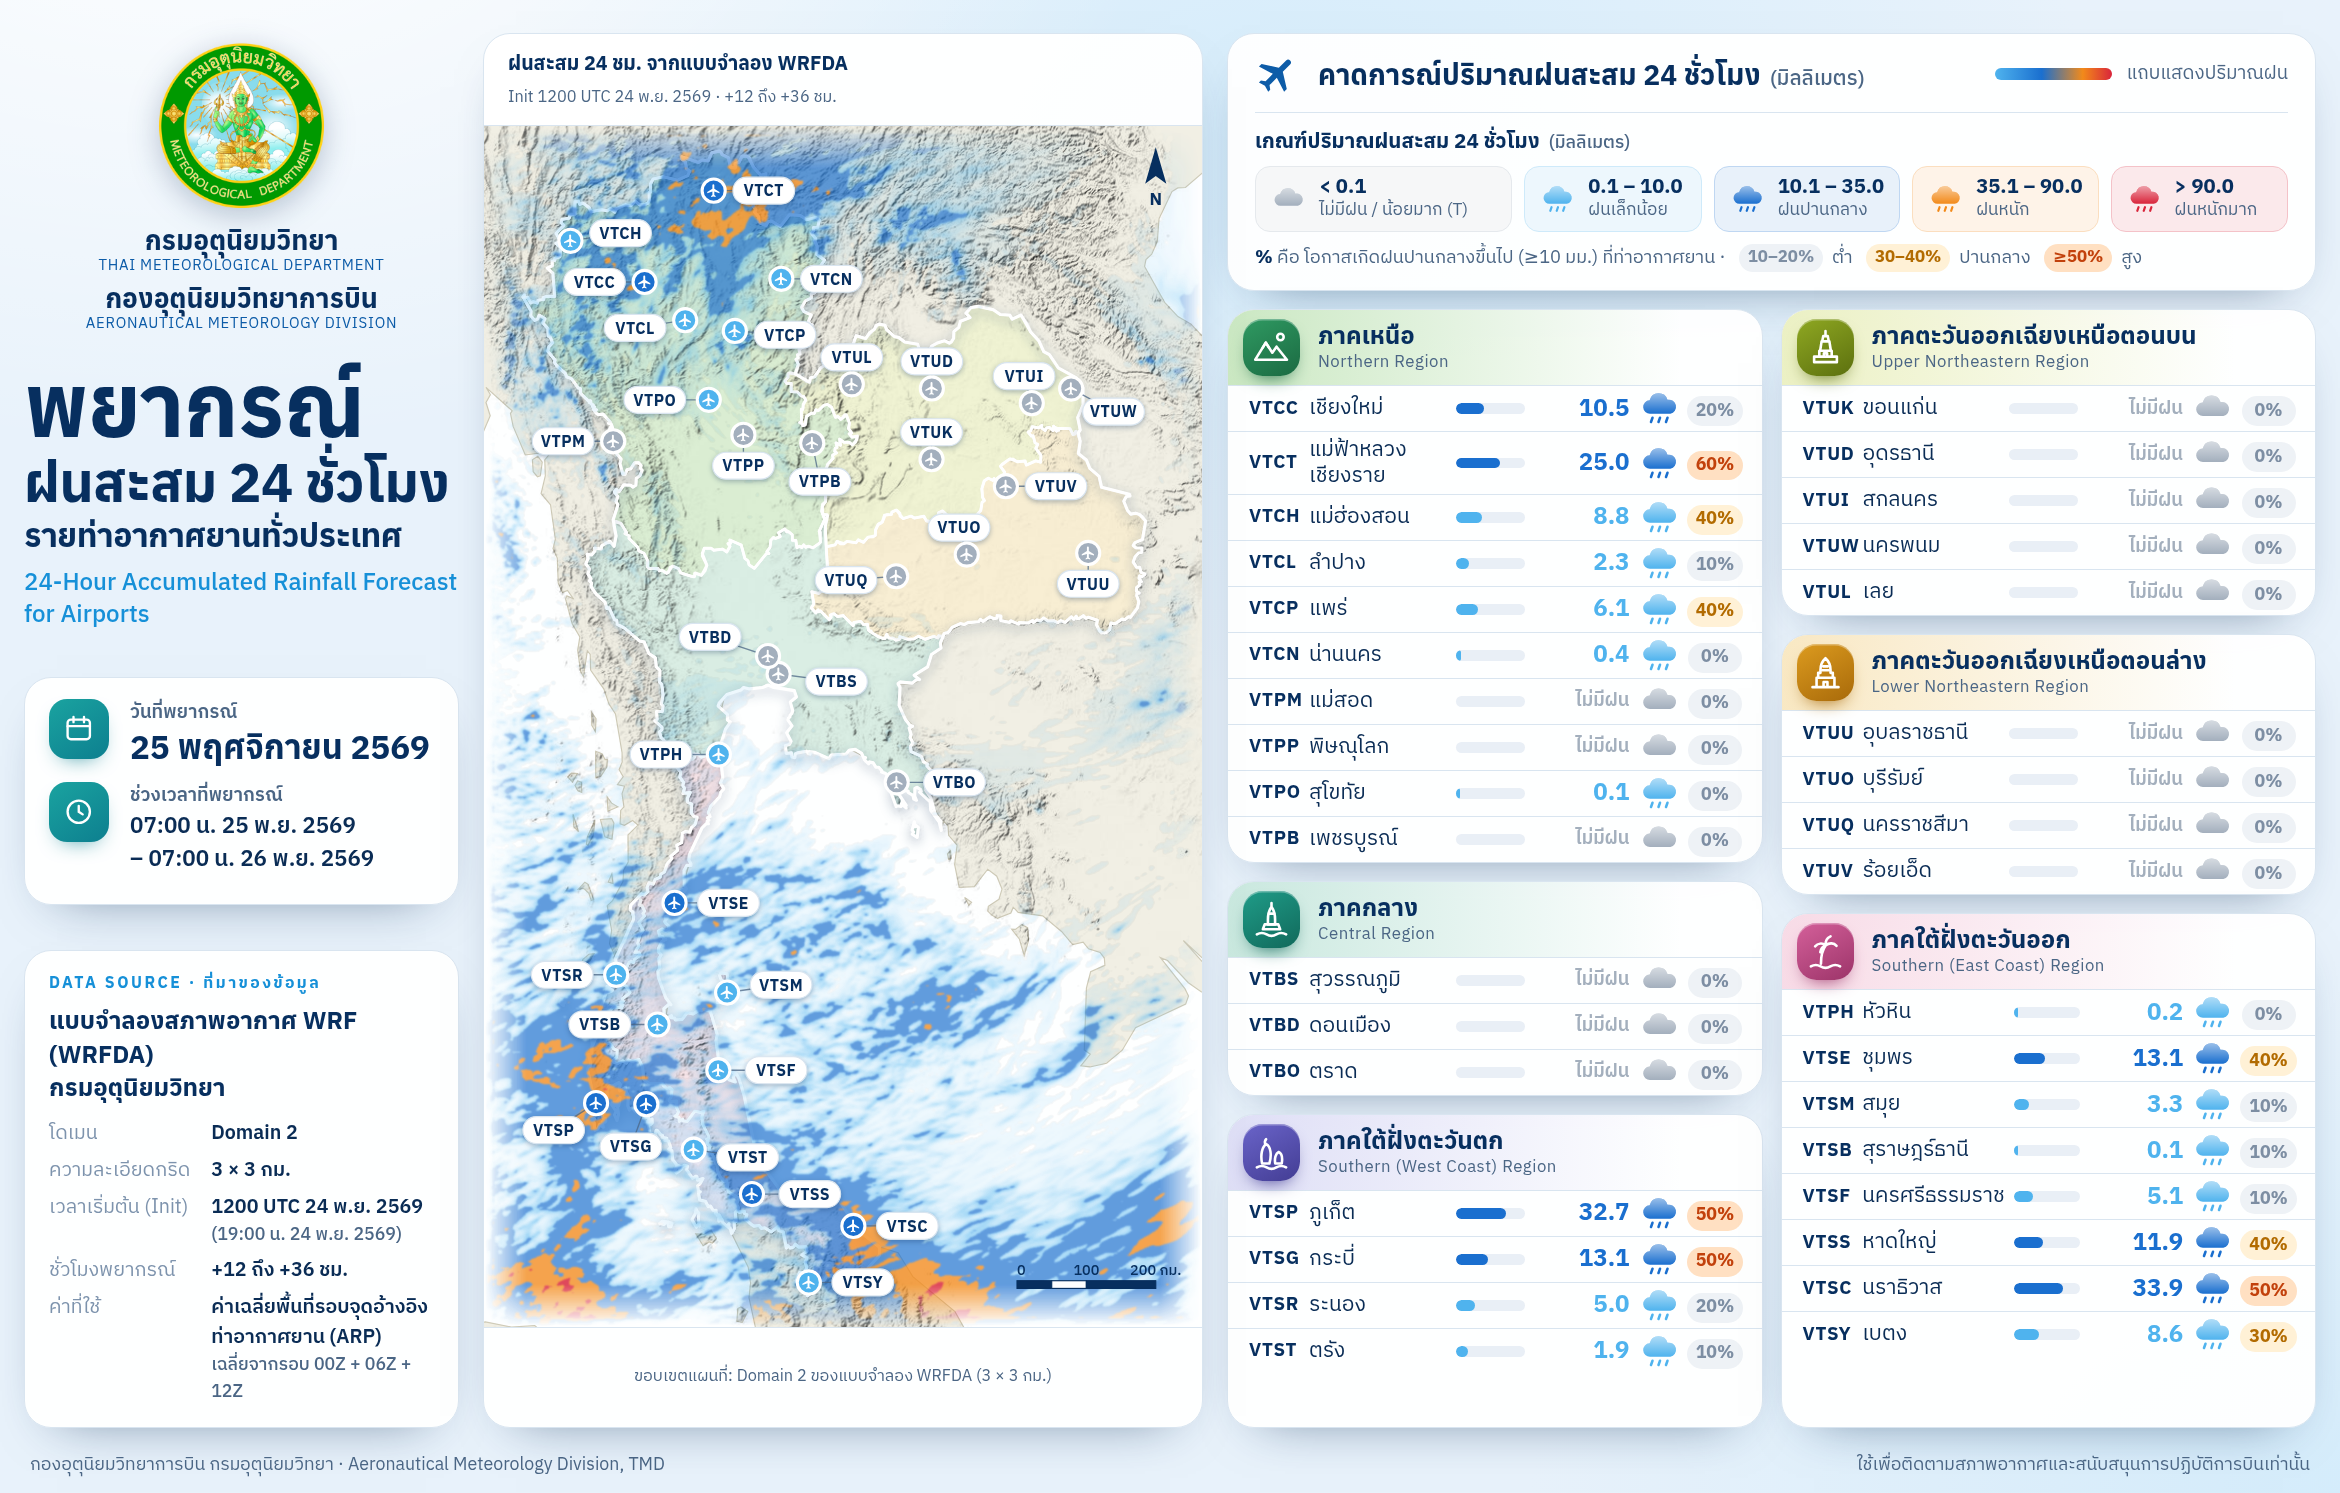 กรมอุตุนิยมวิทยา
METEOROLOGICAL DEPARTMENT
กรมอุตุนิยมวิทยา
THAI METEOROLOGICAL DEPARTMENT
กองอุตุนิยมวิทยาการบิน
AERONAUTICAL METEOROLOGY DIVISION
พยากรณ์
ฝนสะสม 24 ชั่วโมง
รายท่าอากาศยานทั่วประเทศ
24-Hour Accumulated Rainfall Forecast
for Airports
วันที่พยากรณ์
25 พฤศจิกายน 2569
ช่วงเวลาที่พยากรณ์
07:00 น. 25 พ.ย. 2569
– 07:00 น. 26 พ.ย. 2569
DATA SOURCE · ที่มาของข้อมูล
แบบจำลองสภาพอากาศ WRF
(WRFDA)
กรมอุตุนิยมวิทยา
โดเมน Domain 2
ความละเอียดกริด 3 × 3 กม.
เวลาเริ่มต้น (Init) 1200 UTC 24 พ.ย. 2569
(19:00 น. 24 พ.ย. 2569)
ชั่วโมงพยากรณ์ +12 ถึง +36 ชม.
ค่าที่ใช้ ค่าเฉลี่ยพื้นที่รอบจุดอ้างอิง
ท่าอากาศยาน (ARP)
เฉลี่ยจากรอบ 00Z + 06Z +
12Z
ฝนสะสม 24 ชม. จากแบบจำลอง WRFDA
Init 1200 UTC 24 พ.ย. 2569 · +12 ถึง +36 ชม.
N
VTCT
VTCH
VTCC
VTCN
VTCL
VTCP
VTUL
VTUD
VTUI
VTUW
VTPO
VTPM
VTUK
VTPP
VTPB
VTUV
VTUO
VTUQ
VTUU
VTBD
VTBS
VTPH
VTBO
VTSE
VTSR
VTSM
VTSB
VTSF
VTSP
VTSG
VTST
VTSS
VTSC
VTSY
0 100 200 กม.
ขอบเขตแผนที่: Domain 2 ของแบบจำลอง WRFDA (3 × 3 กม.)
คาดการณ์ปริมาณฝนสะสม 24 ชั่วโมง (มิลลิเมตร)
แถบแสดงปริมาณฝน
เกณฑ์ปริมาณฝนสะสม 24 ชั่วโมง (มิลลิเมตร)
< 0.1
ไม่มีฝน / น้อยมาก (T)
0.1 – 10.0
ฝนเล็กน้อย
10.1 – 35.0
ฝนปานกลาง
35.1 – 90.0
ฝนหนัก
> 90.0
ฝนหนักมาก
% คือ โอกาสเกิดฝนปานกลางขึ้นไป (≥10 มม.) ที่ท่าอากาศยาน · 10–20% ต่ำ 30–40% ปานกลาง ≥50% สูง
ภาคเหนือ
Northern Region
VTCC เชียงใหม่ 10.5 20%
VTCT แม่ฟ้าหลวง
เชียงราย 25.0 60%
VTCH แม่ฮ่องสอน 8.8 40%
VTCL ลำปาง 2.3 10%
VTCP แพร่ 6.1 40%
VTCN น่านนคร 0.4 0%
VTPM แม่สอด ไม่มีฝน 0%
VTPP พิษณุโลก ไม่มีฝน 0%
VTPO สุโขทัย 0.1 0%
VTPB เพชรบูรณ์ ไม่มีฝน 0%
ภาคกลาง
Central Region
VTBS สุวรรณภูมิ ไม่มีฝน 0%
VTBD ดอนเมือง ไม่มีฝน 0%
VTBO ตราด ไม่มีฝน 0%
ภาคใต้ฝั่งตะวันตก
Southern (West Coast) Region
VTSP ภูเก็ต 32.7 50%
VTSG กระบี่ 13.1 50%
VTSR ระนอง 5.0 20%
VTST ตรัง 1.9 10%
ภาคตะวันออกเฉียงเหนือตอนบน
Upper Northeastern Region
VTUK ขอนแก่น ไม่มีฝน 0%
VTUD อุดรธานี ไม่มีฝน 0%
VTUI สกลนคร ไม่มีฝน 0%
VTUW นครพนม ไม่มีฝน 0%
VTUL เลย ไม่มีฝน 0%
ภาคตะวันออกเฉียงเหนือตอนล่าง
Lower Northeastern Region
VTUU อุบลราชธานี ไม่มีฝน 0%
VTUO บุรีรัมย์ ไม่มีฝน 0%
VTUQ นครราชสีมา ไม่มีฝน 0%
VTUV ร้อยเอ็ด ไม่มีฝน 0%
ภาคใต้ฝั่งตะวันออก
Southern (East Coast) Region
VTPH หัวหิน 0.2 0%
VTSE ชุมพร 13.1 40%
VTSM สมุย 3.3 10%
VTSB สุราษฎร์ธานี 0.1 10%
VTSF นครศรีธรรมราช 5.1 10%
VTSS หาดใหญ่ 11.9 40%
VTSC นราธิวาส 33.9 50%
VTSY เบตง 8.6 30%
กองอุตุนิยมวิทยาการบิน กรมอุตุนิยมวิทยา · Aeronautical Meteorology Division, TMD
ใช้เพื่อติดตามสภาพอากาศและสนับสนุนการปฏิบัติการบินเท่านั้น